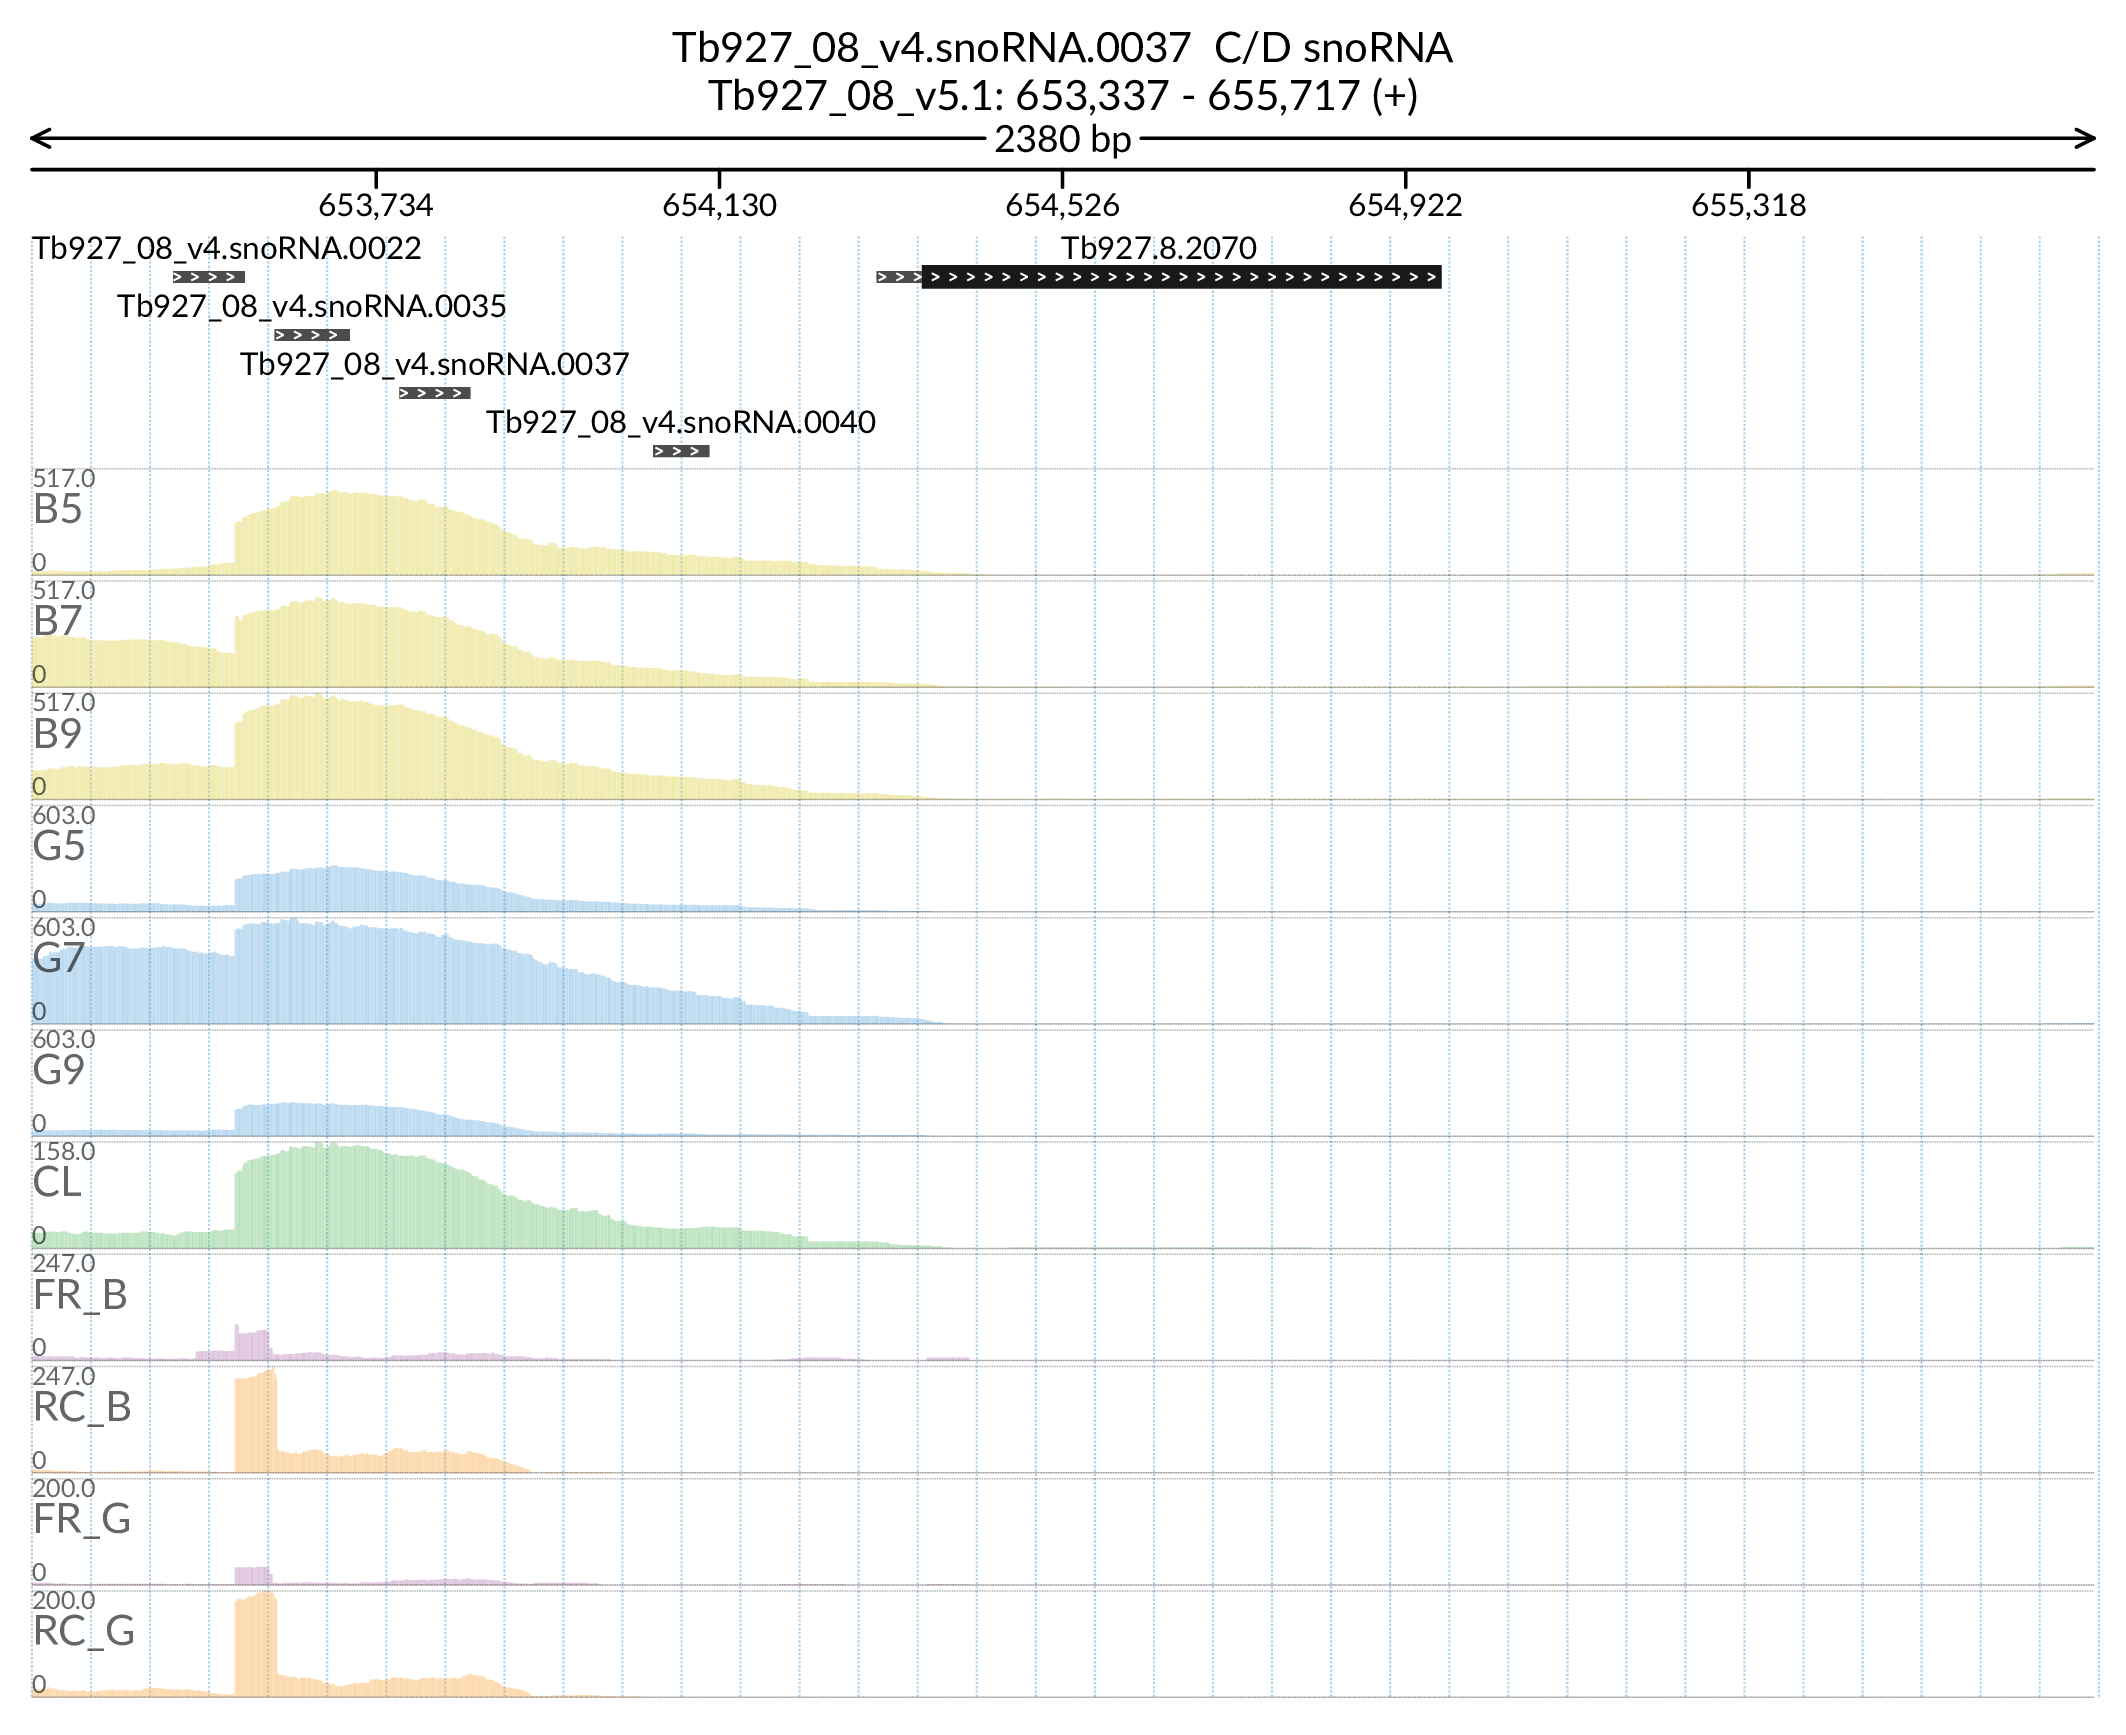 Tb927_08_v4.snoRNA.0037  C/D snoRNA
Tb927_08_v5.1: 653,337 - 655,717 (+)
2380 bp
653,734 654,130 654,526 654,922 655,318
Tb927_08_v4.snoRNA.0022 Tb927.8.2070
Tb927_08_v4.snoRNA.0035
Tb927_08_v4.snoRNA.0037
Tb927_08_v4.snoRNA.0040
517.0
B5
0
517.0
B7
0
517.0
B9
0
603.0
G5
0
603.0
G7
0
603.0
G9
0
158.0
CL
0
247.0
FR_B
0
247.0
RC_B
0
200.0
FR_G
0
200.0
RC_G
0